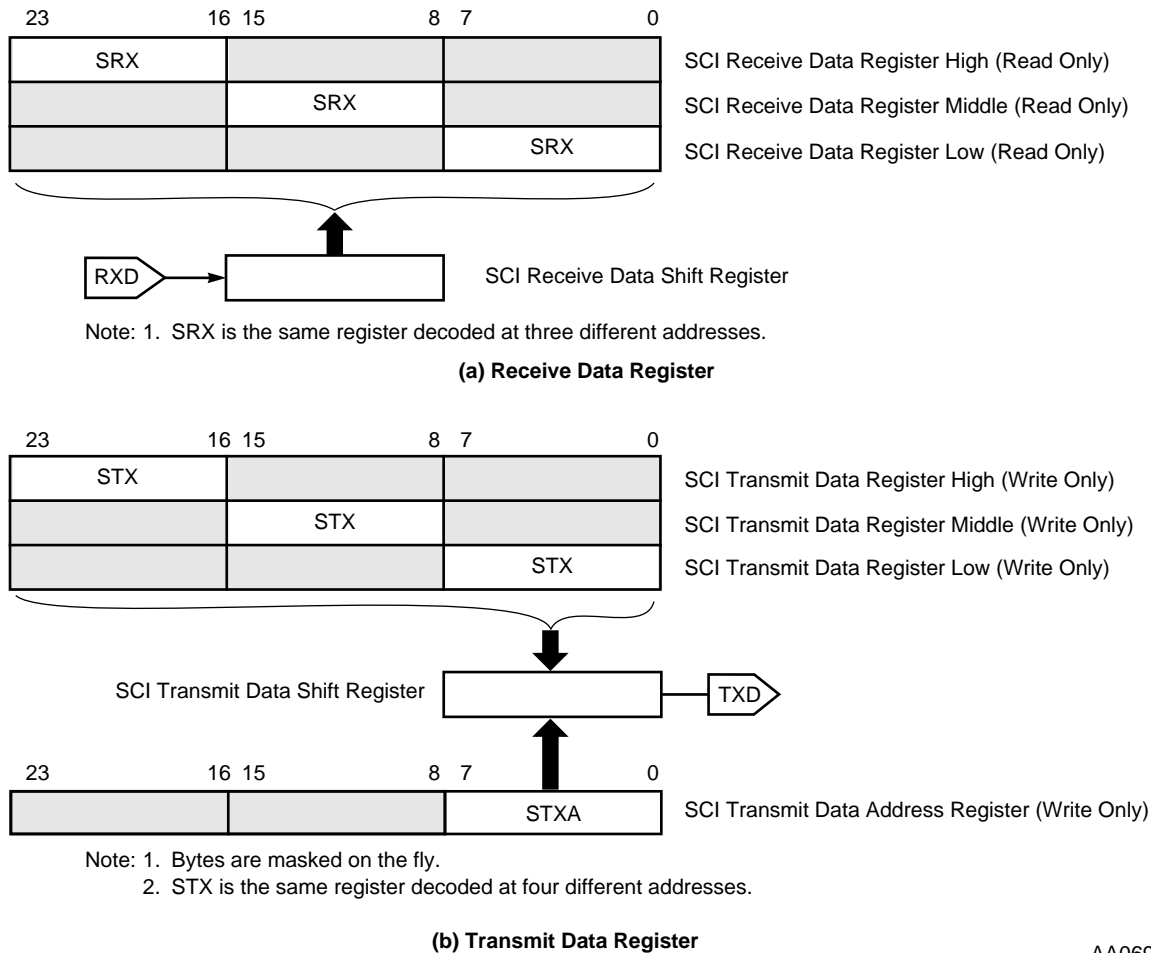 23 16 15 8 7 0
SRX SCI Receive Data Register High (Read Only)
SRX SCI Receive Data Register Middle (Read Only)
SRX SCI Receive Data Register Low (Read Only)
RXD SCI Receive Data Shift Register
Note: 1. SRX is the same register decoded at three different addresses.
(a) Receive Data Register
23 16 15 8 7 0
STX SCI Transmit Data Register High (Write Only)
STX SCI Transmit Data Register Middle (Write Only)
STX SCI Transmit Data Register Low (Write Only)
SCI Transmit Data Shift Register TXD
23 16 15 8 7 0
STXA SCI Transmit Data Address Register (Write Only)
Note: 1. Bytes are masked on the fly.
2. STX is the same register decoded at four different addresses.
(b) Transmit Data Register